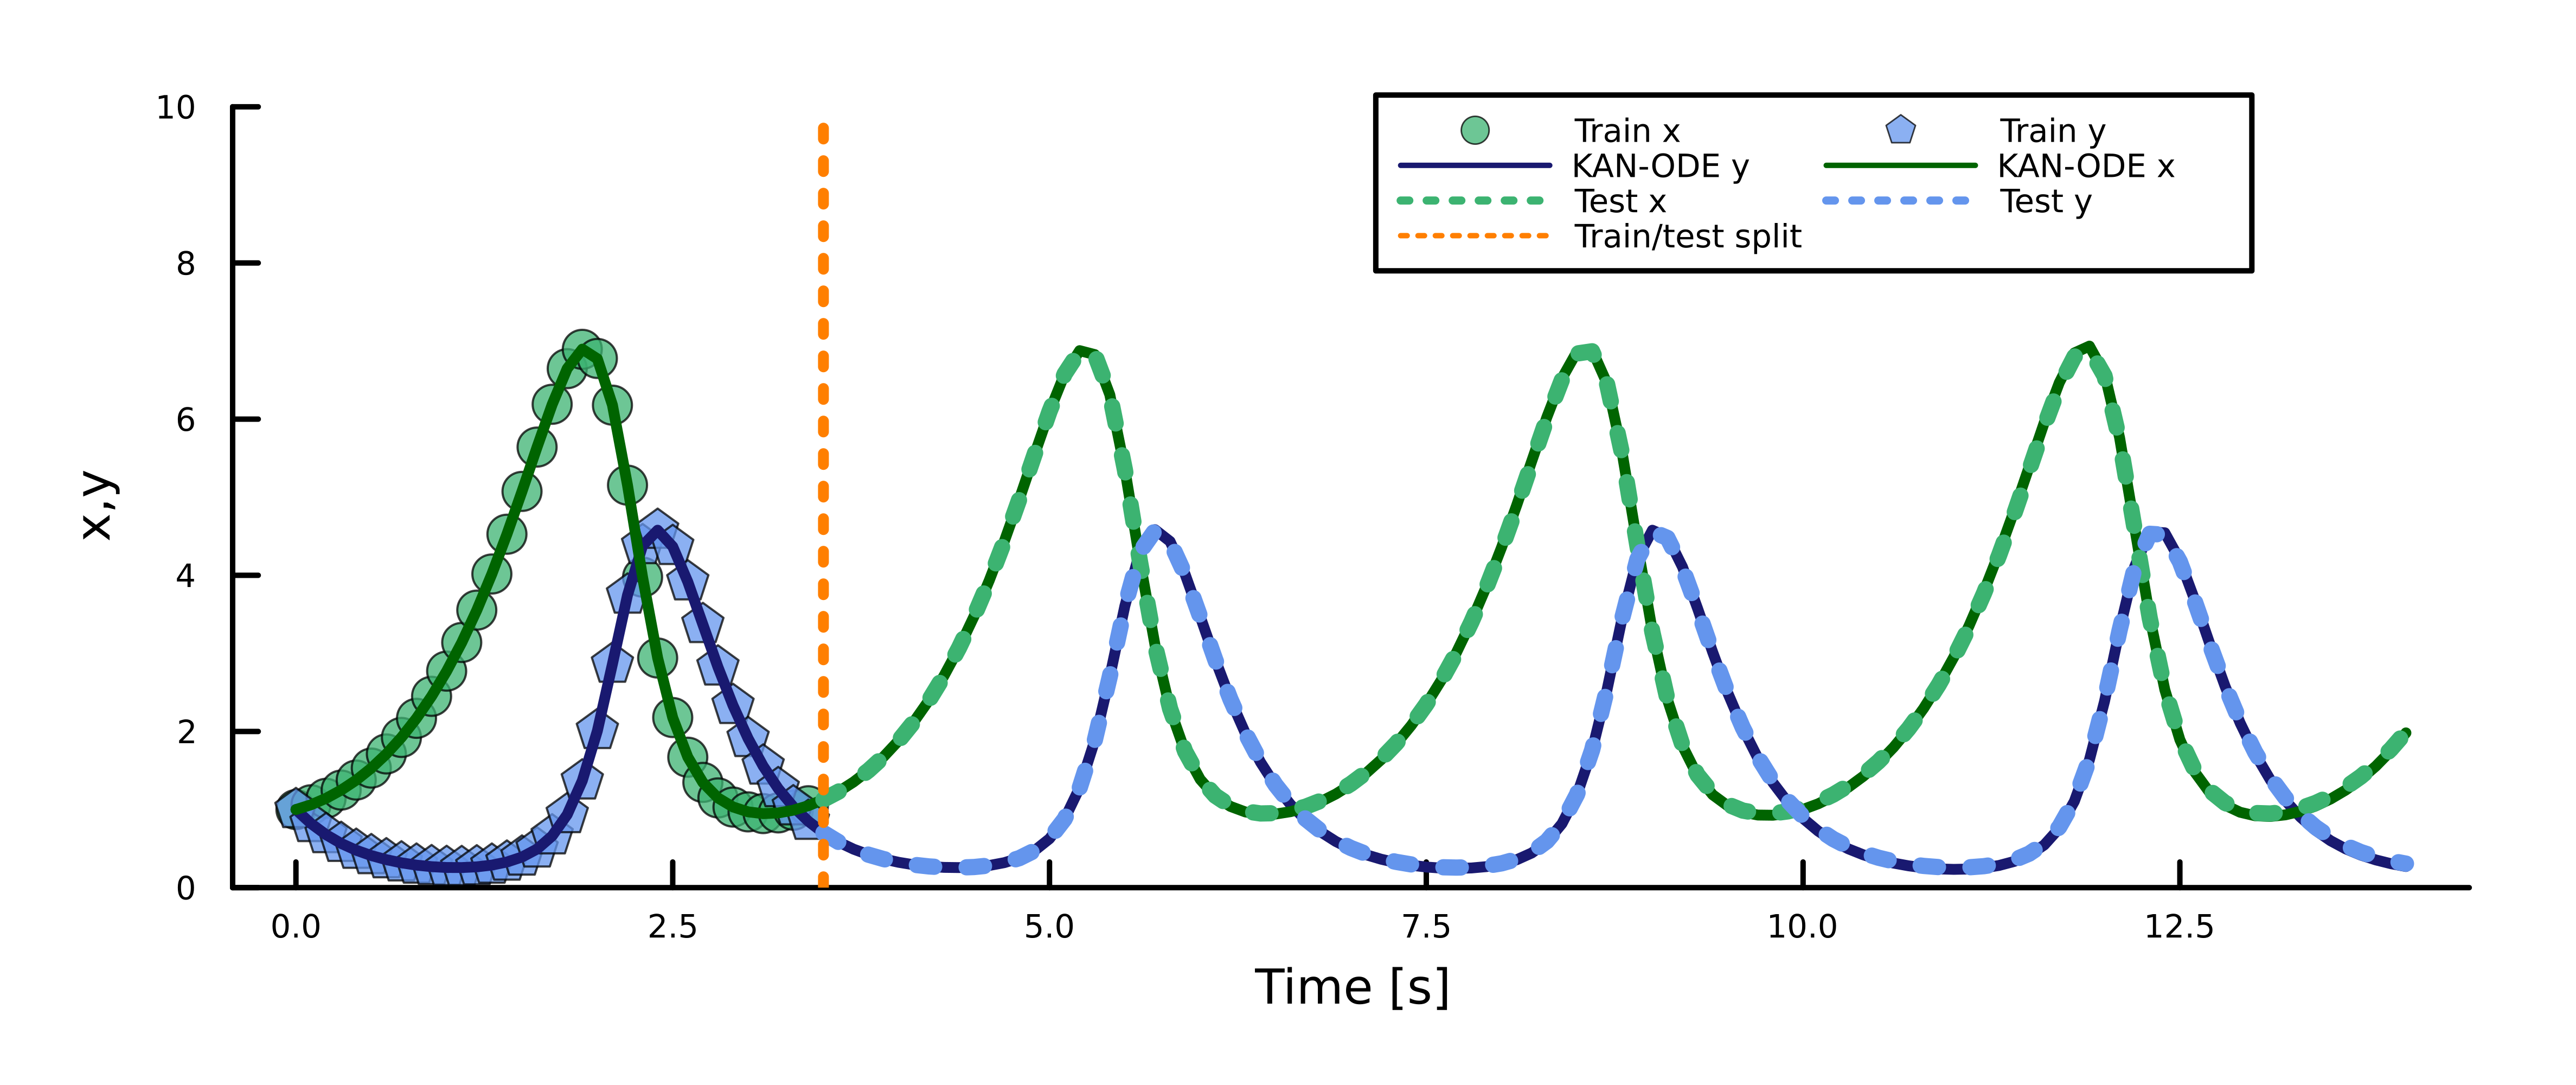 10
8
6
4
2
0
x,y
Train x
Train y
KAN-ODE y
KAN-ODE x
Test x
Test y
Train/test split
0.0
2.5
5.0
7.5
10.0
12.5
Time [s]